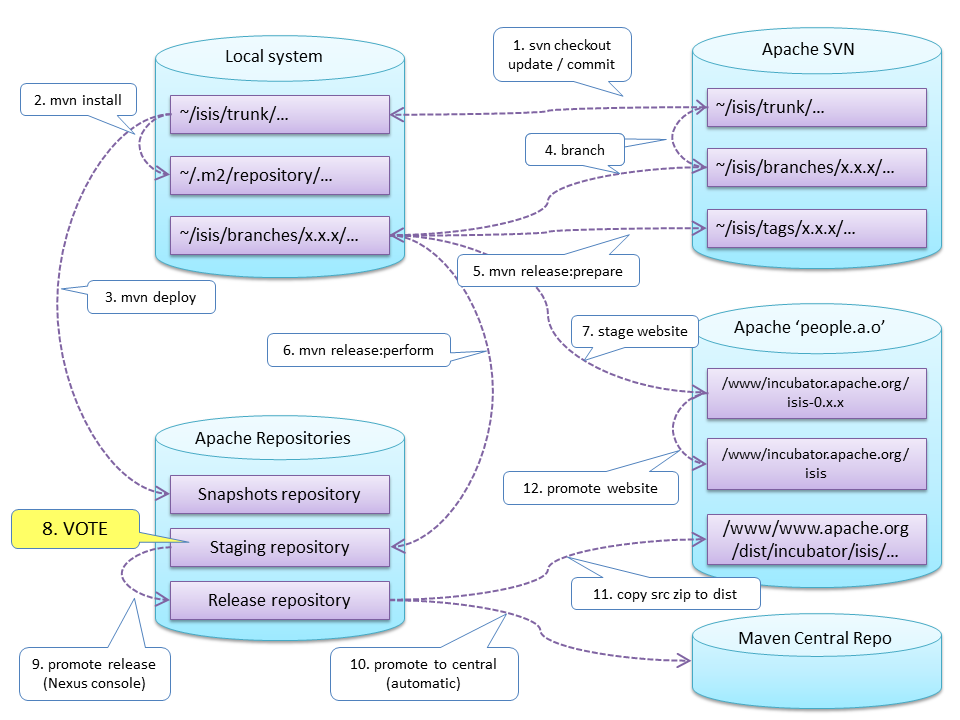 Local system
~/isis/trunk/…
~/.m2/repository/…
~/isis/branches/x.x.x/…
1. svn checkout
update / commit
Apache SVN
~/isis/trunk/…
~/isis/branches/x.x.x/…
~/isis/tags/x.x.x/…
2. mvn install
4. branch
5. mvn release:prepare
3. mvn deploy
6. mvn release:perform
7. stage website
Apache ‘people.a.o’
/www/incubator.apache.org/
isis-0.x.x
/www/incubator.apache.org/
isis
/www/www.apache.org
/dist/incubator/isis/…
Apache Repositories
Snapshots repository
Staging repository
Release repository
12. promote website
8. VOTE
11. copy src zip to dist
9. promote release
(Nexus console)
10. promote to central
(automatic)
Maven Central Repo